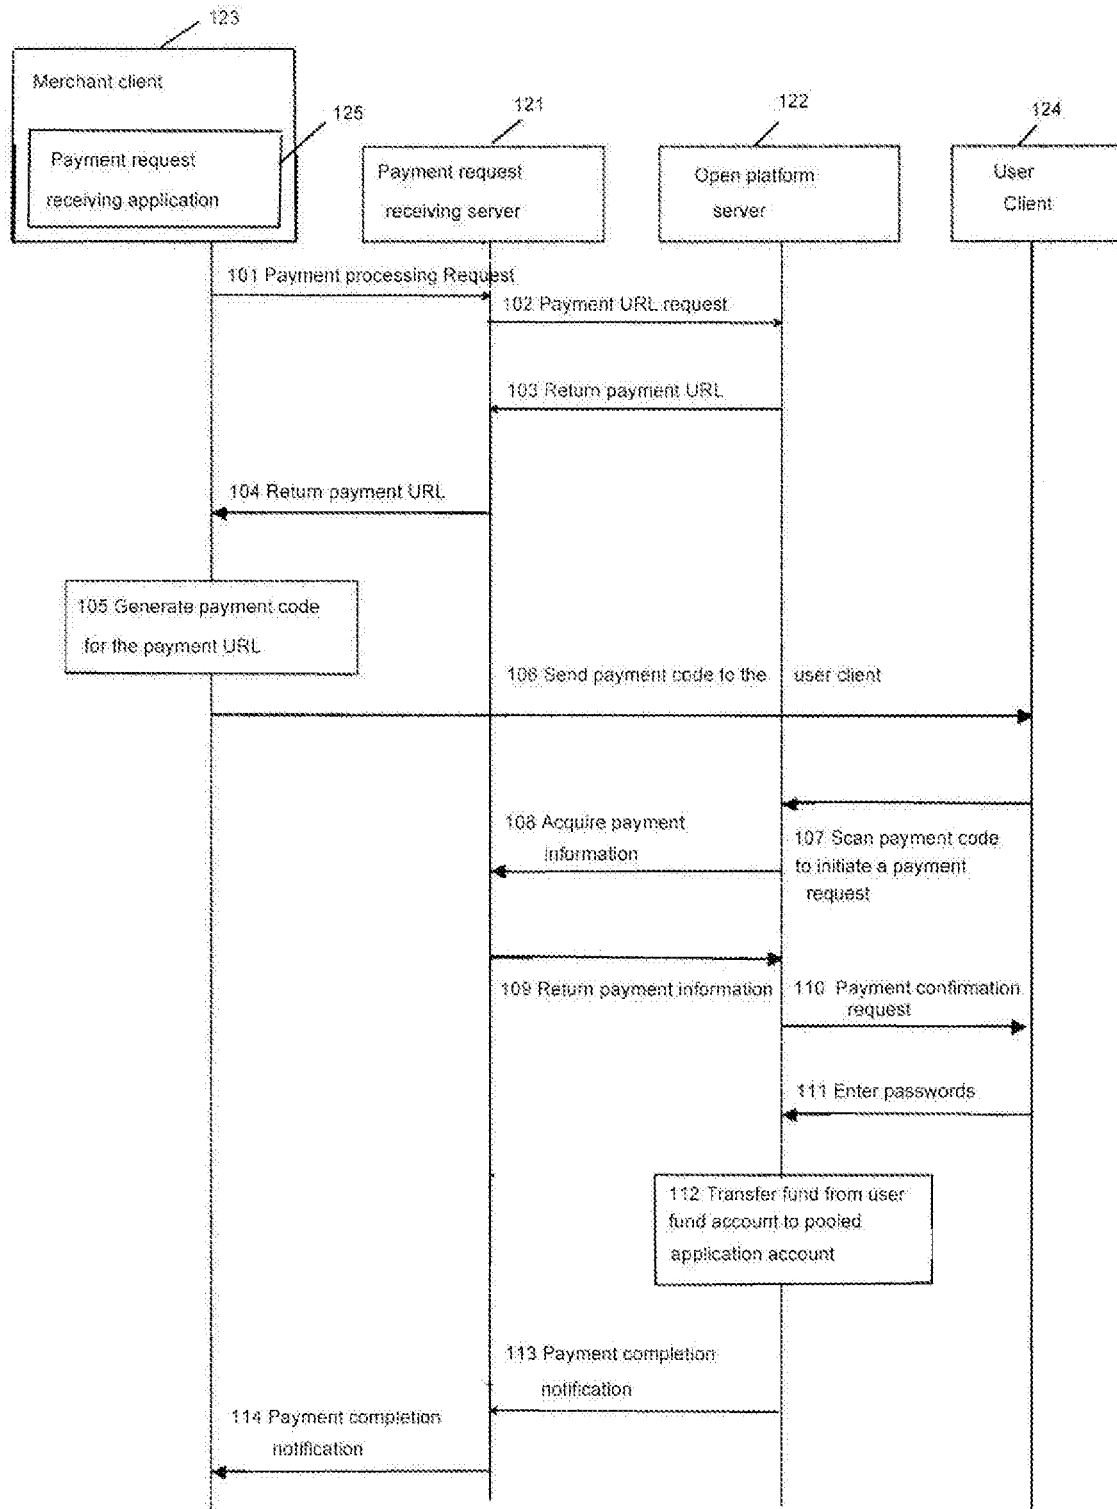 123
Merchant client
125
Payment request
receiving application
121
Payment request
receiving server
122
Open platform
server
124
User
Client
101 Payment processing Request
102 Payment URL request
103 Return payment URL
104 Return payment URL
105 Generate payment code
for the payment URL
106 Send payment code to the user client
107 Scan payment code
to initiate a payment
request
108 Acquire payment
information
109 Return payment information
110 Payment confirmation
request
111 Enter passwords
112 Transfer fund from user
fund account to pooled
application account
113 Payment completion
notification
114 Payment completion
notification